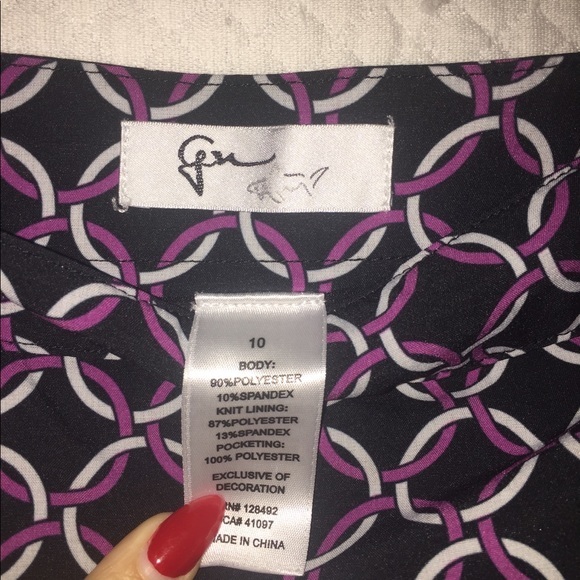 10
BODY:
90%POLYESTER
10%SPANDEX
KNIT LINING:
87%POLYESTER
13%SPANDEX
POCKETING:
100% POLYESTER
EXCLUSIVE OF
DECORATION
RN# 128492
CA# 41097
MADE IN CHINA